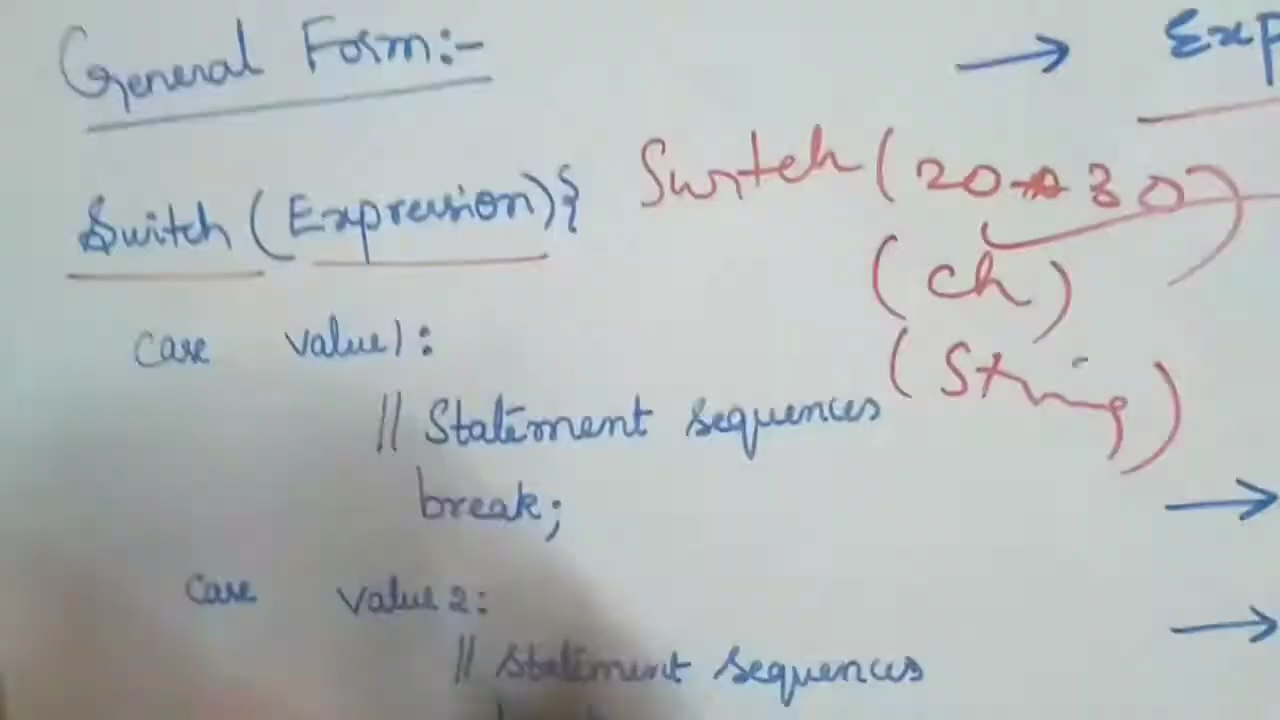 General Form:-
Switch (Expression){
case value1:
// Statement sequences
break;
case value2:
// Statement sequences
→ Exp
Switch (20 30)
(ch)
(String)
→
→